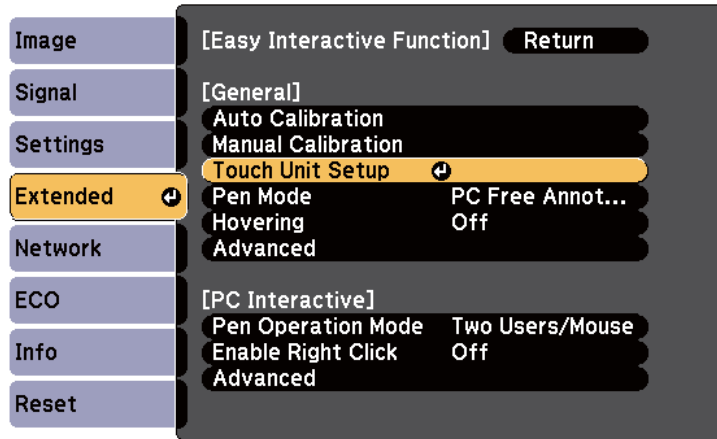 Image
Signal
Settings
Extended
Network
ECO
Info
Reset
[Easy Interactive Function] Return
[General]
Auto Calibration
Manual Calibration
Touch Unit Setup
Pen Mode PC Free Annot...
Hovering Off
Advanced
[PC Interactive]
Pen Operation Mode Two Users/Mouse
Enable Right Click Off
Advanced